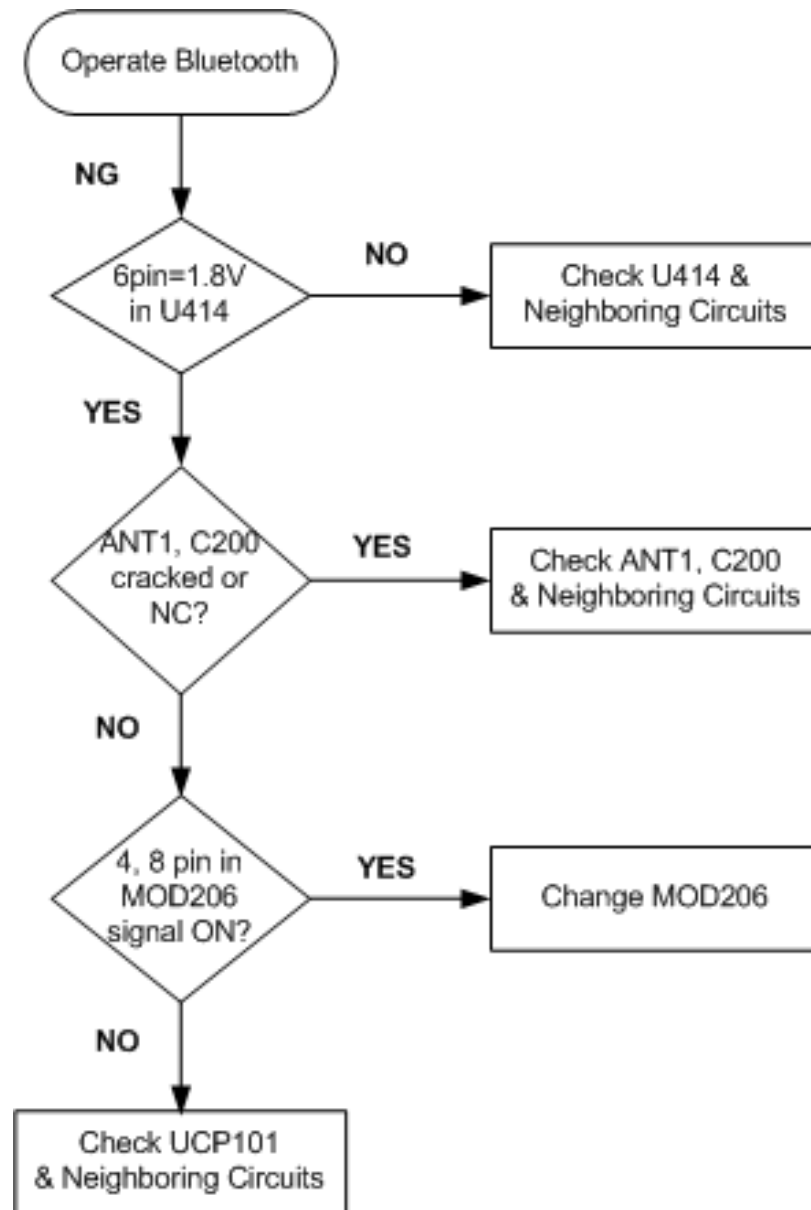 Operate Bluetooth
NG
6pin=1.8V
in U414
NO
Check U414 &
Neighboring Circuits
YES
ANT1, C200
cracked or
NC?
YES
Check ANT1, C200
& Neighboring Circuits
NO
4, 8 pin in
MOD206
signal ON?
YES
Change MOD206
NO
Check UCP101
& Neighboring Circuits